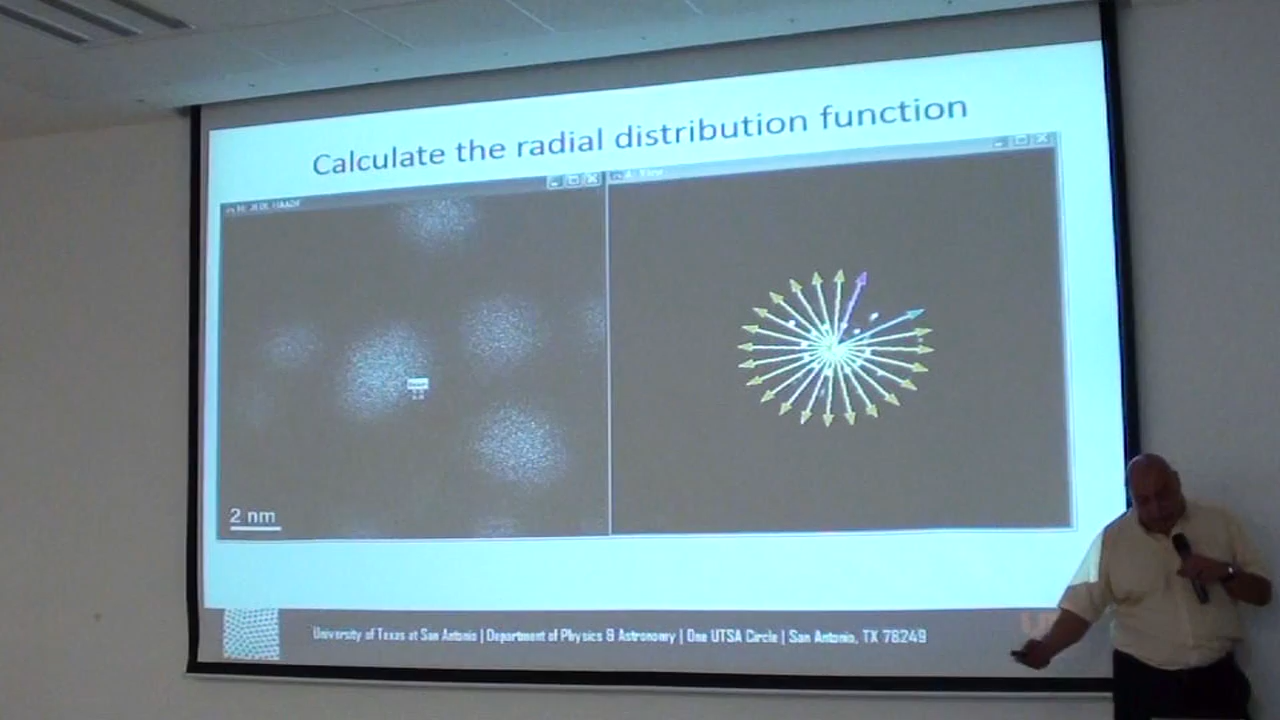 Calculate the radial distribution function
2 nm
University of Texas at San Antonio | Department of Physics & Astronomy | One UTSA Circle | San Antonio, TX 78249